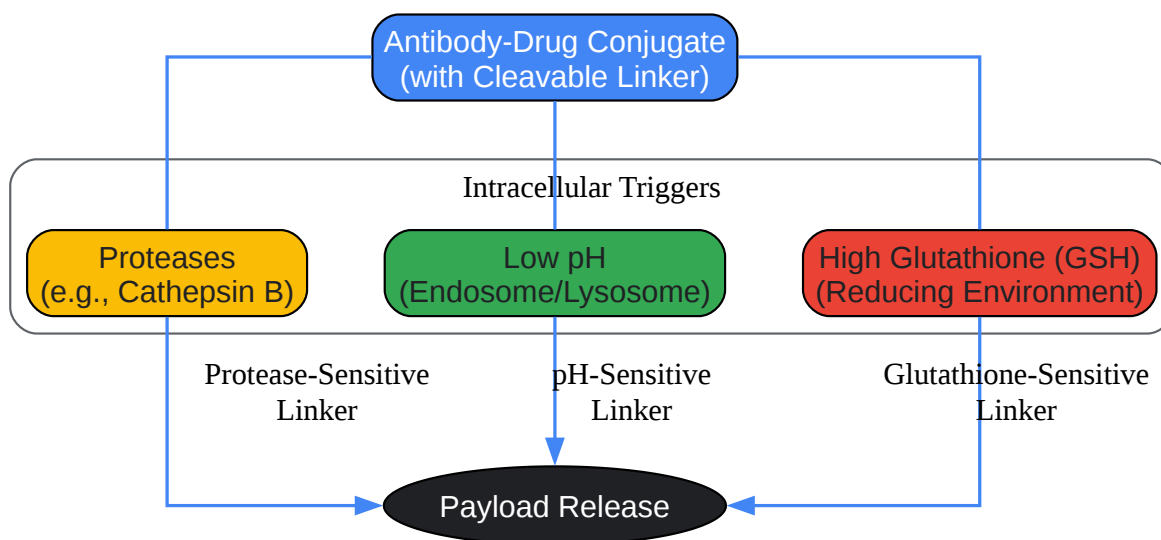 Antibody-Drug Conjugate
(with Cleavable Linker)
Intracellular Triggers
Proteases
(e.g., Cathepsin B)
Low pH
(Endosome/Lysosome)
High Glutathione (GSH)
(Reducing Environment)
Protease-Sensitive
Linker
pH-Sensitive
Linker
Glutathione-Sensitive
Linker
Payload Release